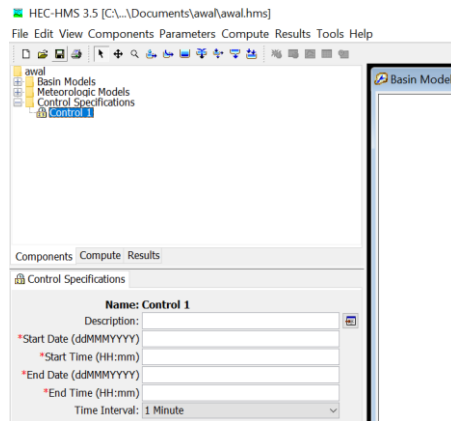 HEC-HMS 3.5 [C:\...\Documents\awal\awal.hms]
File Edit View Components Parameters Compute Results Tools Help
awal
Basin Models
Meteorologic Models
Control Specifications
Control 1
Basin Model
Components Compute Results
Control Specifications
Name: Control 1
Description:
*Start Date (ddMMMYYYY)
*Start Time (HH:mm)
*End Date (ddMMMYYYY)
*End Time (HH:mm)
Time Interval: 1 Minute